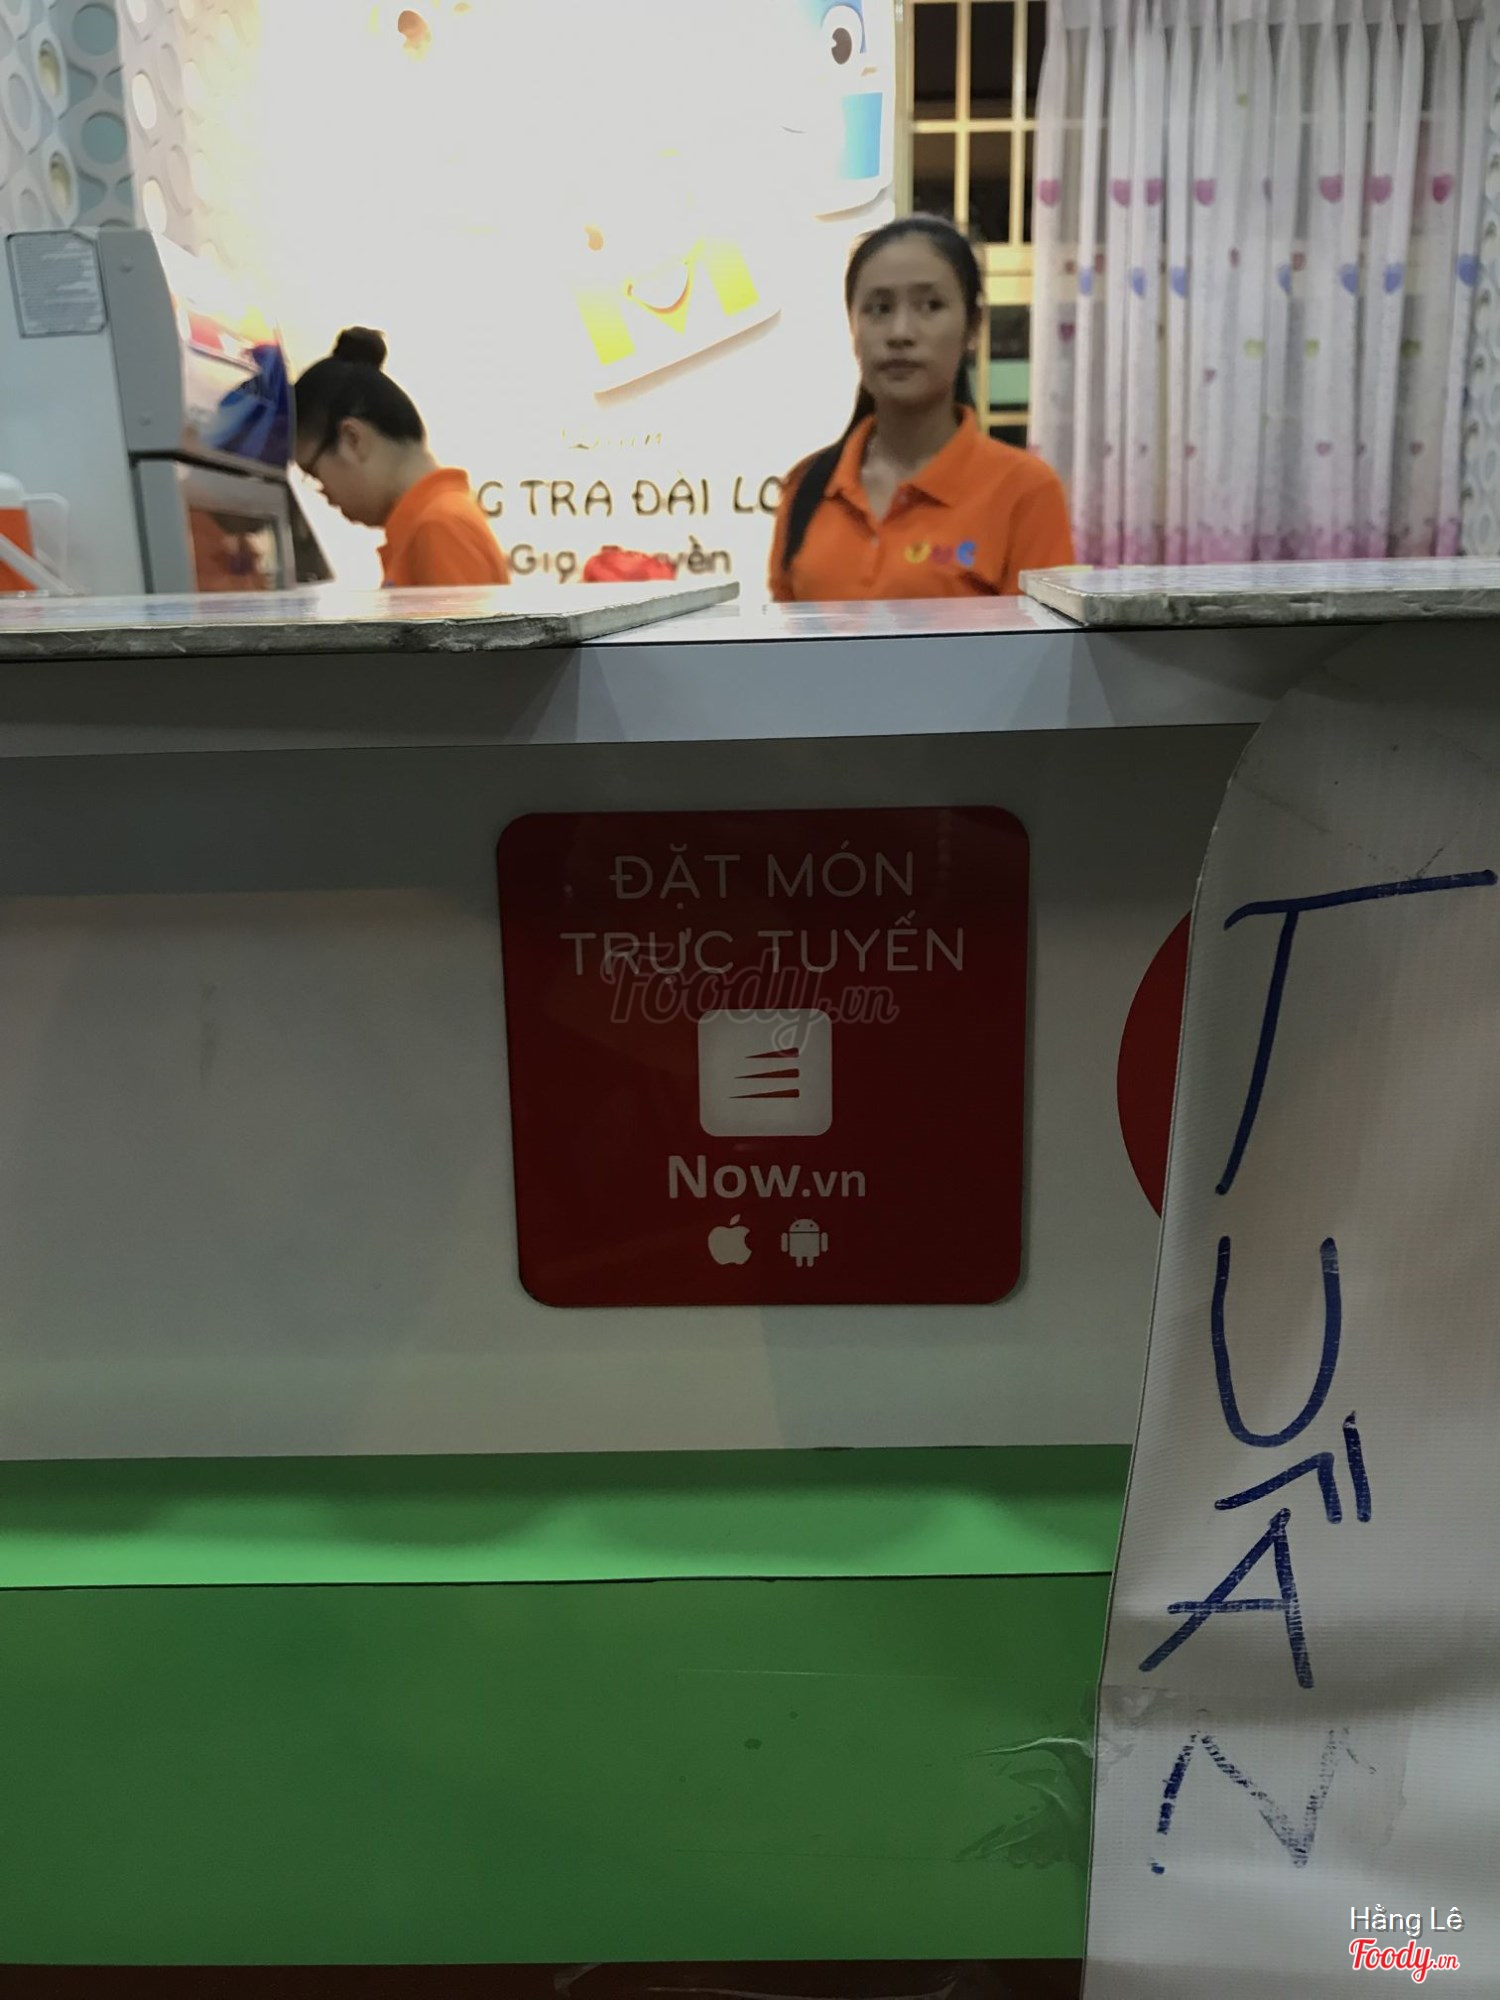 G TRA ĐÀI LO
ĐẶT MÓN
TRỰC TUYẾN
Foody.vn
Now.vn
TUẤN
Hằng Lê
Foody.vn